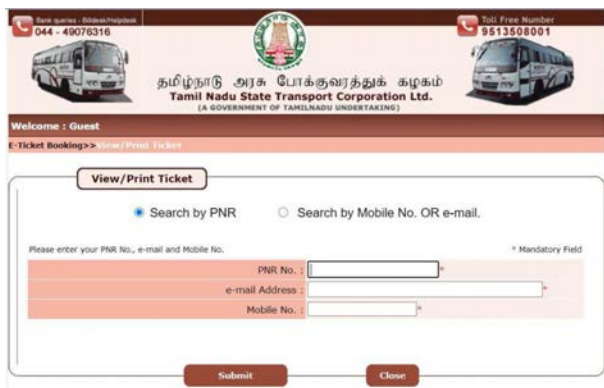 Bank queries - Billdesk/Helpdesk
044 - 49076316
Toll Free Number
9513508001
தமிழ்நாடு அரசு போக்குவரத்துக் கழகம்
Tamil Nadu State Transport Corporation Ltd.
(A GOVERNMENT OF TAMILNADU UNDERTAKING)
Welcome : Guest
E-Ticket Booking>>View/Print Ticket
View/Print Ticket
Search by PNR
Search by Mobile No. OR e-mail.
Please enter your PNR No., e-mail and Mobile No.
* Mandatory Field
PNR No. : *
e-mail Address : *
Mobile No. : *
Submit
Close